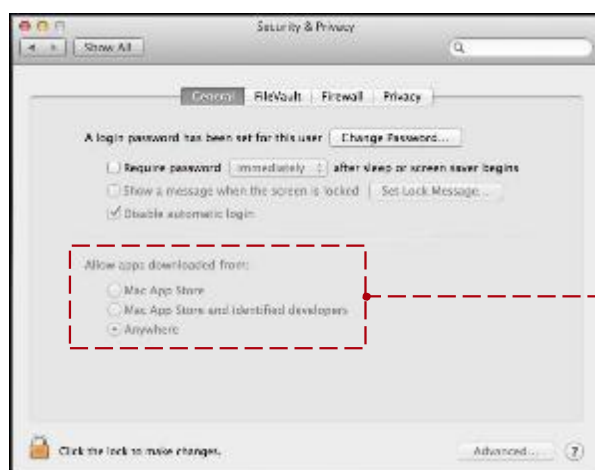 Security & Privacy
Show All
General FileVault Firewall Privacy
A login password has been set for this user Change Password...
Require password immediately after sleep or screen saver begins
Show a message when the screen is locked Set Lock Message...
Disable automatic login
Allow apps downloaded from:
Mac App Store
Mac App Store and identified developers
Anywhere
Click the lock to make changes.
Advanced... ?